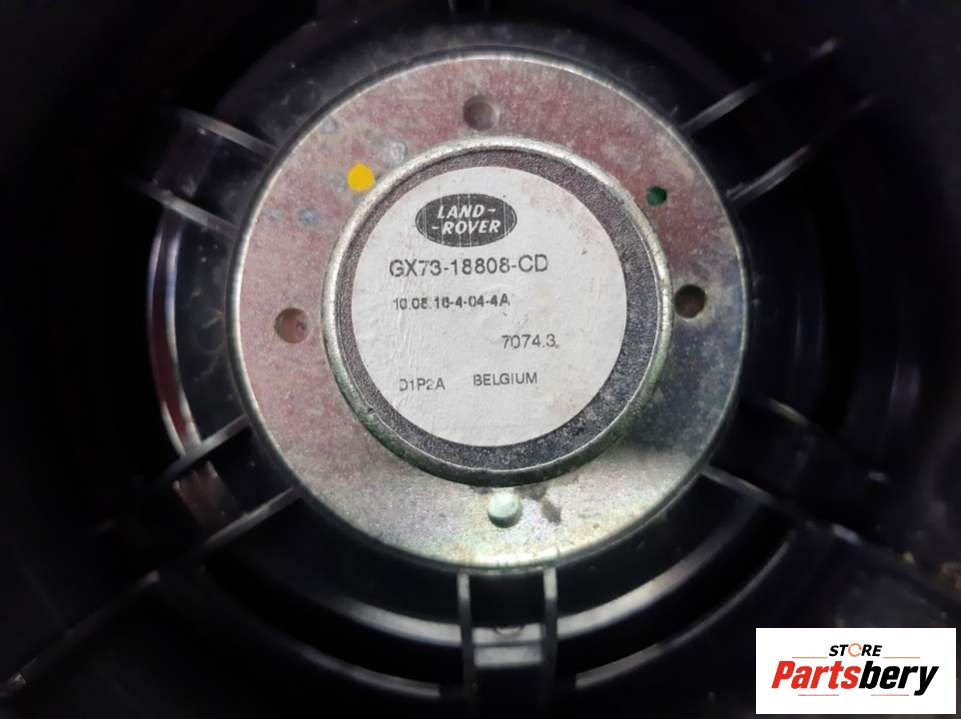 LAND-
-ROVER
GX73-18808-CD
10.08.16-4-04-4A
7074.3
D1P2A BELGIUM
STORE
Partsbery